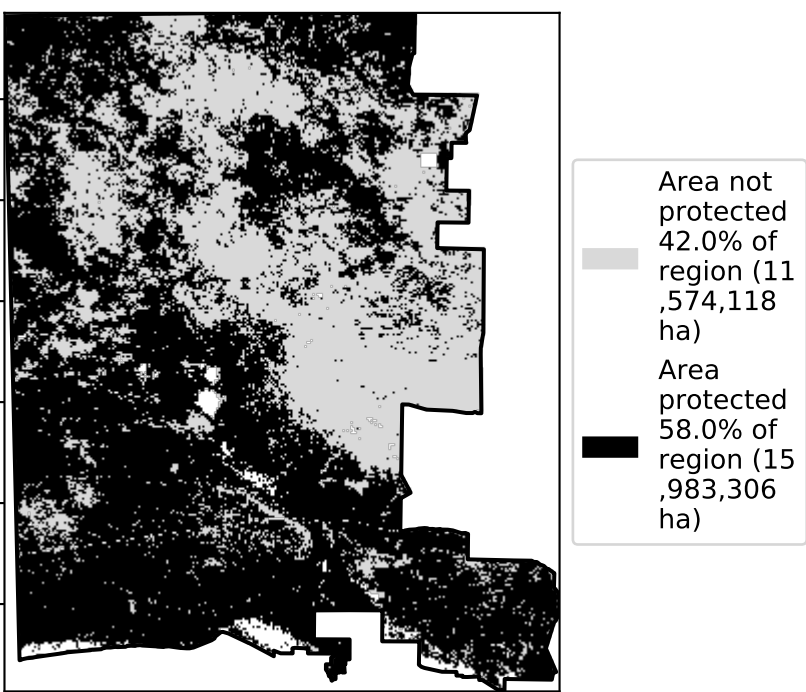 Area not
protected
42.0% of
region (11
,574,118
ha)
Area
protected
58.0% of
region (15
,983,306
ha)